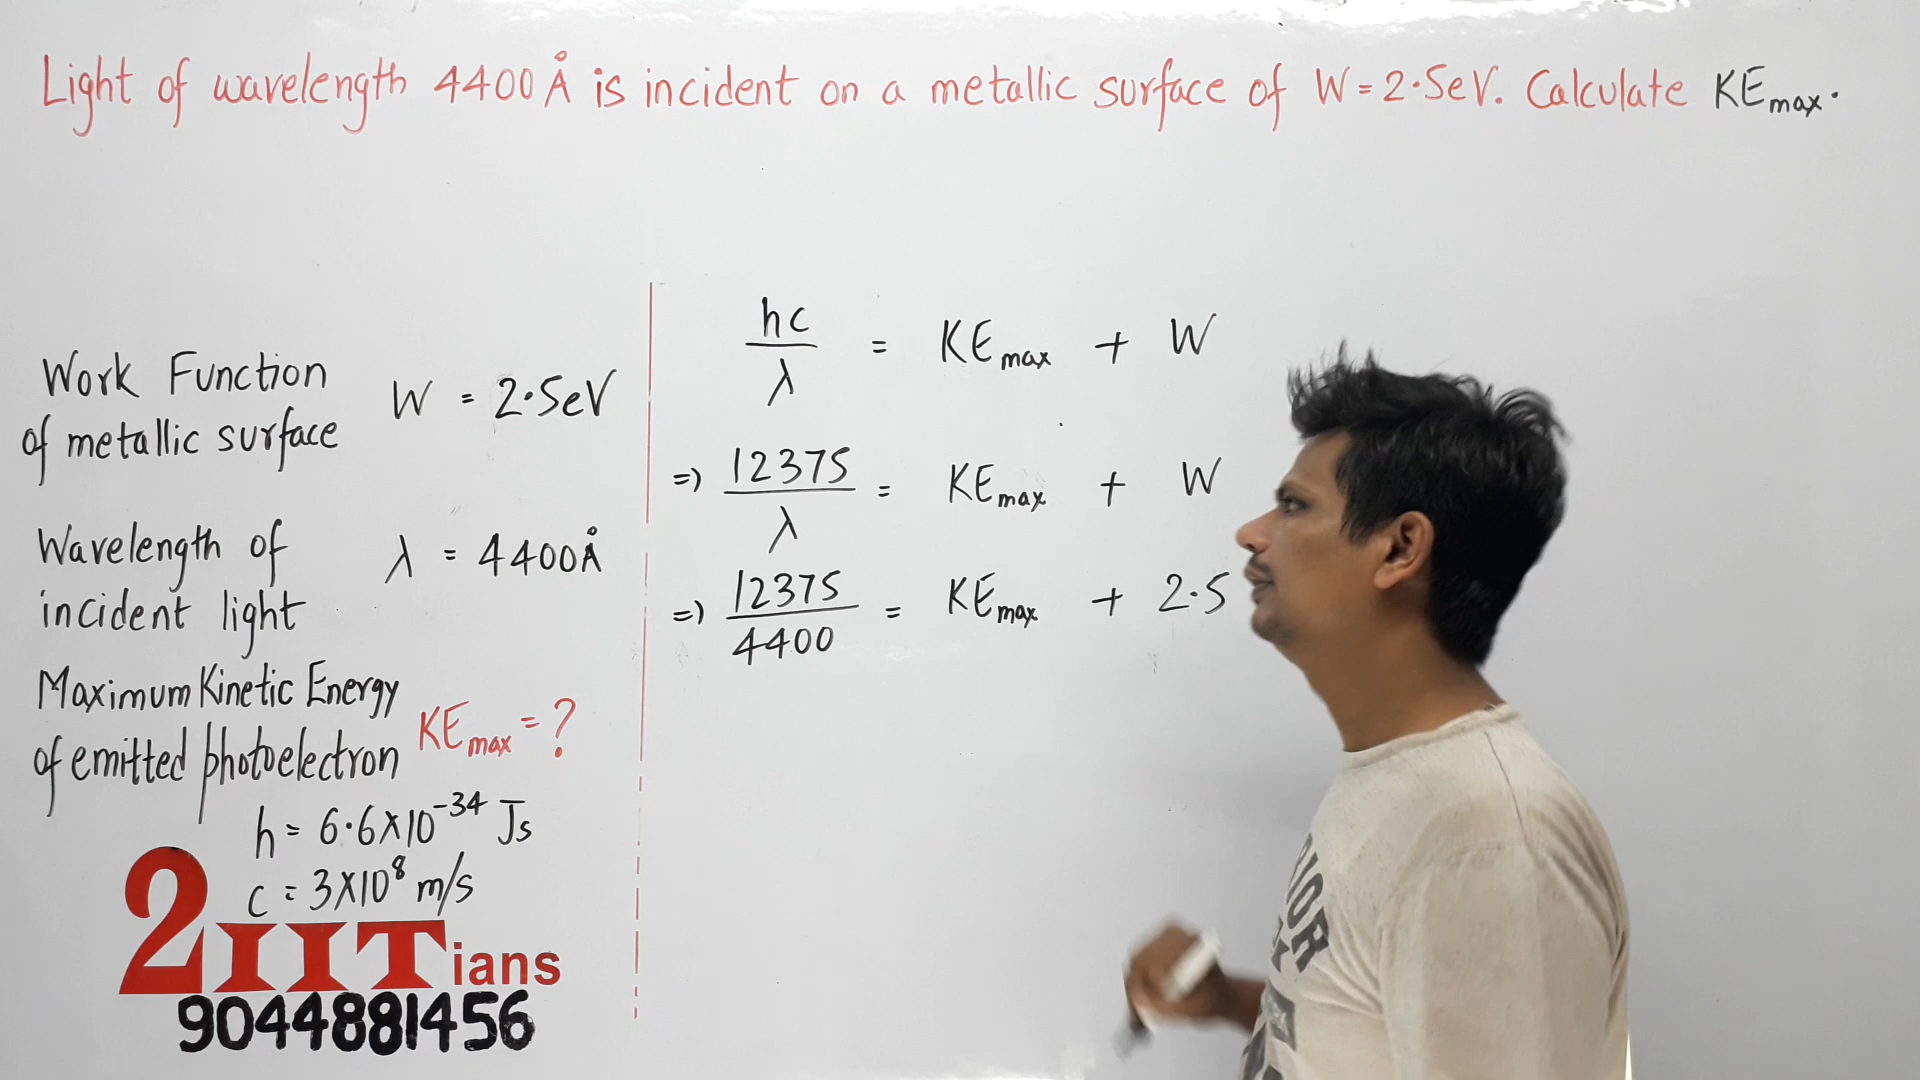 Light of wavelength 4400Å is incident on a metallic surface of W = 2.5eV. Calculate KEmax.
Work Function
of metallic surface
W = 2.5eV
Wavelength of
incident light
λ = 4400Å
Maximum Kinetic Energy
of emitted photoelectron
KEmax = ?
h = 6.6×10⁻³⁴ Js
c = 3×10⁸ m/s
2IITians
9044881456
hc/λ = KEmax + W
=) 12375/λ = KEmax + W
=) 12375/4400 = KEmax + 2.5